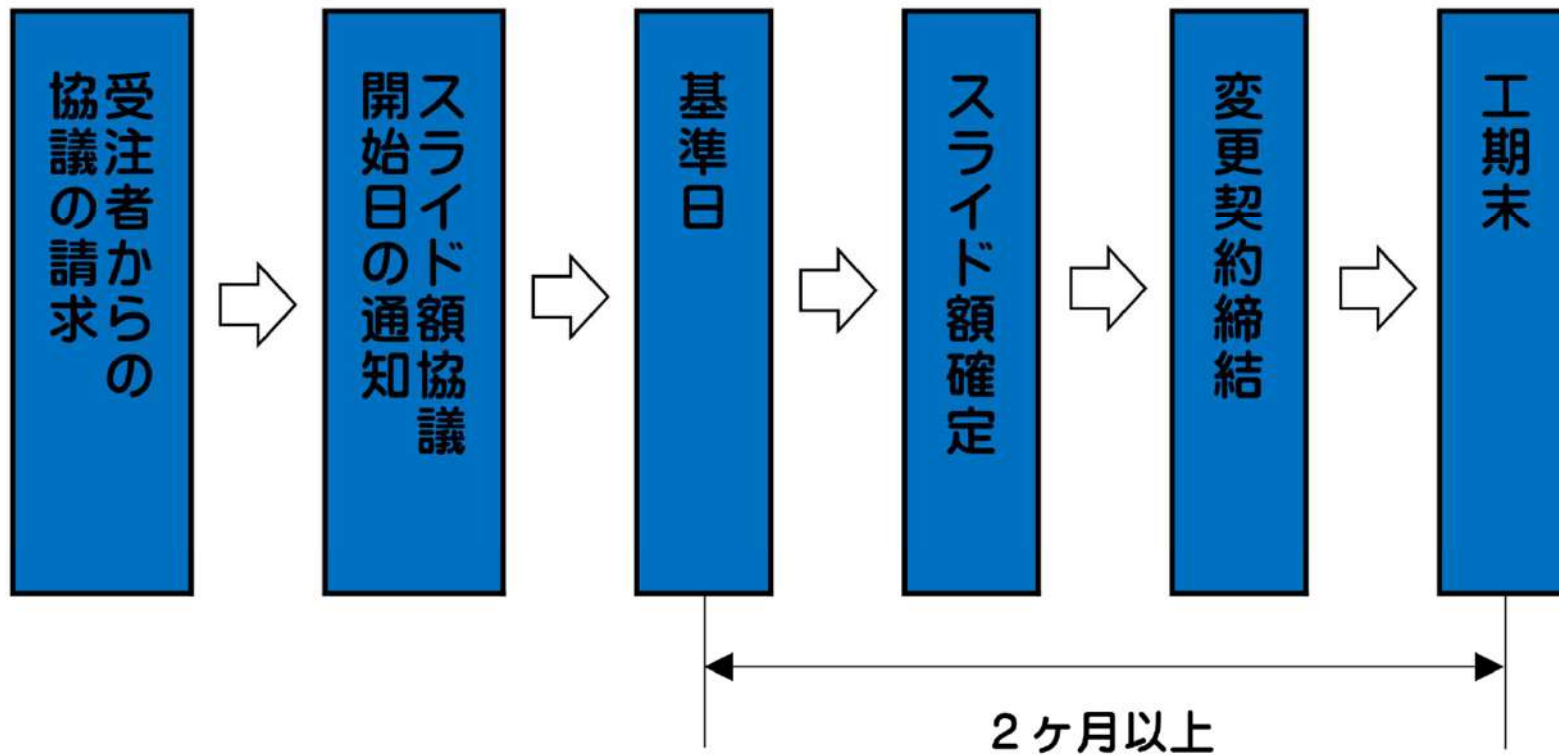 受注者からの
協議の請求
スライド額協議
開始日の通知
基準日
スライド額確定
変更契約締結
工期末
２ヶ月以上